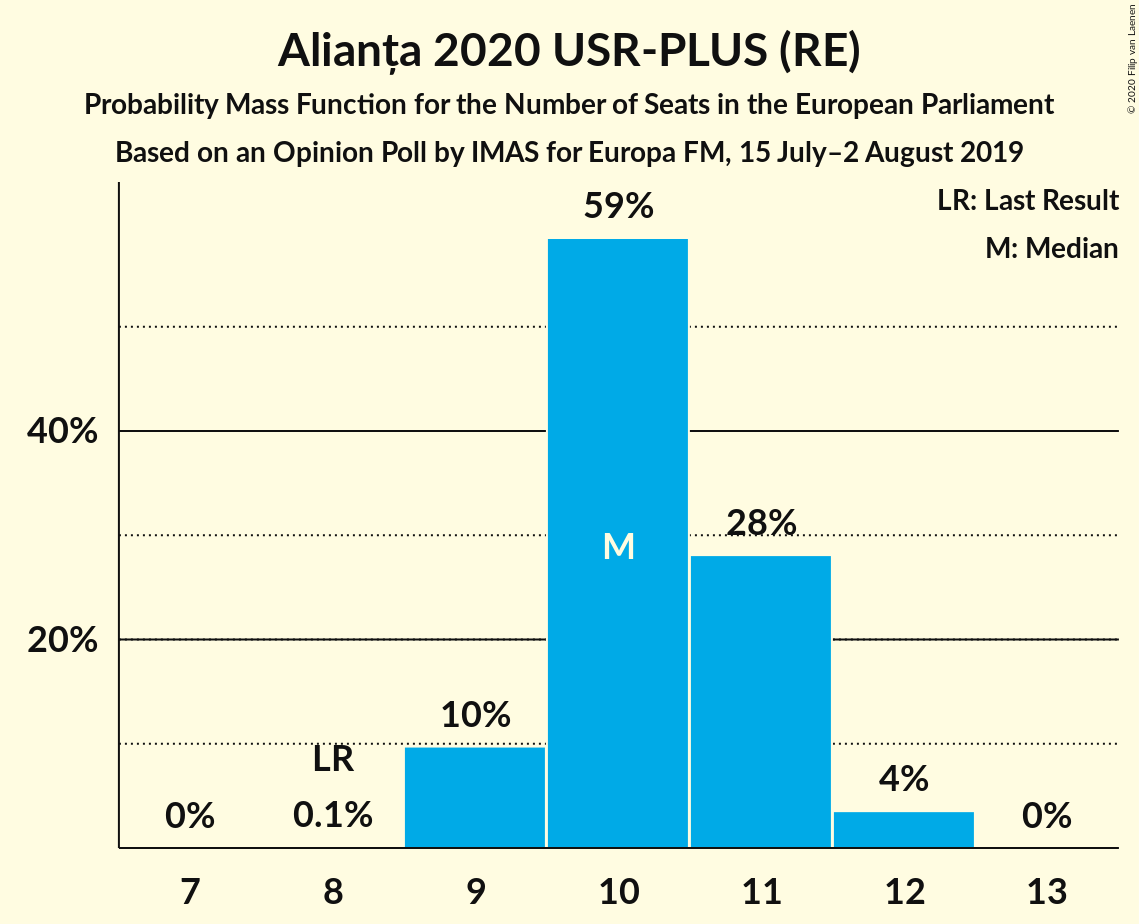 Alianța 2020 USR-PLUS (RE)
Probability Mass Function for the Number of Seats in the European Parliament
Based on an Opinion Poll by IMAS for Europa FM, 15 July–2 August 2019
© 2020 Filip van Laenen
LR: Last Result
M: Median
59%
40%
28%
M
20%
10%
LR
4%
0%
0.1%
0%
7
8
9
10
11
12
13